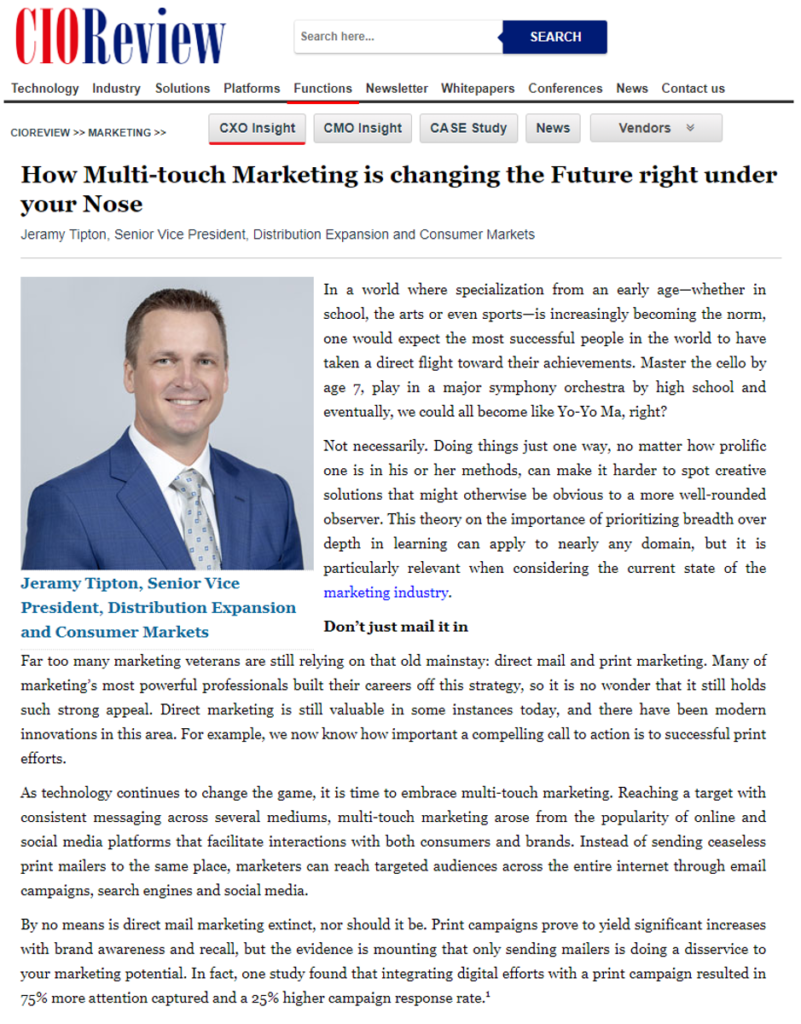 CIOReview
Search here...
SEARCH
Technology Industry Solutions Platforms Functions Newsletter Whitepapers Conferences News Contact us
CIOREVIEW >> MARKETING >>
CXO Insight
CMO Insight
CASE Study
News
Vendors
How Multi-touch Marketing is changing the Future right under
your Nose
Jeramy Tipton, Senior Vice President, Distribution Expansion and Consumer Markets
Jeramy Tipton, Senior Vice
President, Distribution Expansion
and Consumer Markets
In a world where specialization from an early age—whether in
school, the arts or even sports—is increasingly becoming the norm,
one would expect the most successful people in the world to have
taken a direct flight toward their achievements. Master the cello by
age 7, play in a major symphony orchestra by high school and
eventually, we could all become like Yo-Yo Ma, right?
Not necessarily. Doing things just one way, no matter how prolific
one is in his or her methods, can make it harder to spot creative
solutions that might otherwise be obvious to a more well-rounded
observer. This theory on the importance of prioritizing breadth over
depth in learning can apply to nearly any domain, but it is
particularly relevant when considering the current state of the
marketing industry.
Don't just mail it in
Far too many marketing veterans are still relying on that old mainstay: direct mail and print marketing. Many of
marketing's most powerful professionals built their careers off this strategy, so it is no wonder that it still holds
such strong appeal. Direct marketing is still valuable in some instances today, and there have been modern
innovations in this area. For example, we now know how important a compelling call to action is to successful print
efforts.
As technology continues to change the game, it is time to embrace multi-touch marketing. Reaching a target with
consistent messaging across several mediums, multi-touch marketing arose from the popularity of online and
social media platforms that facilitate interactions with both consumers and brands. Instead of sending ceaseless
print mailers to the same place, marketers can reach targeted audiences across the entire internet through email
campaigns, search engines and social media.
By no means is direct mail marketing extinct, nor should it be. Print campaigns prove to yield significant increases
with brand awareness and recall, but the evidence is mounting that only sending mailers is doing a disservice to
your marketing potential. In fact, one study found that integrating digital efforts with a print campaign resulted in
75% more attention captured and a 25% higher campaign response rate.¹